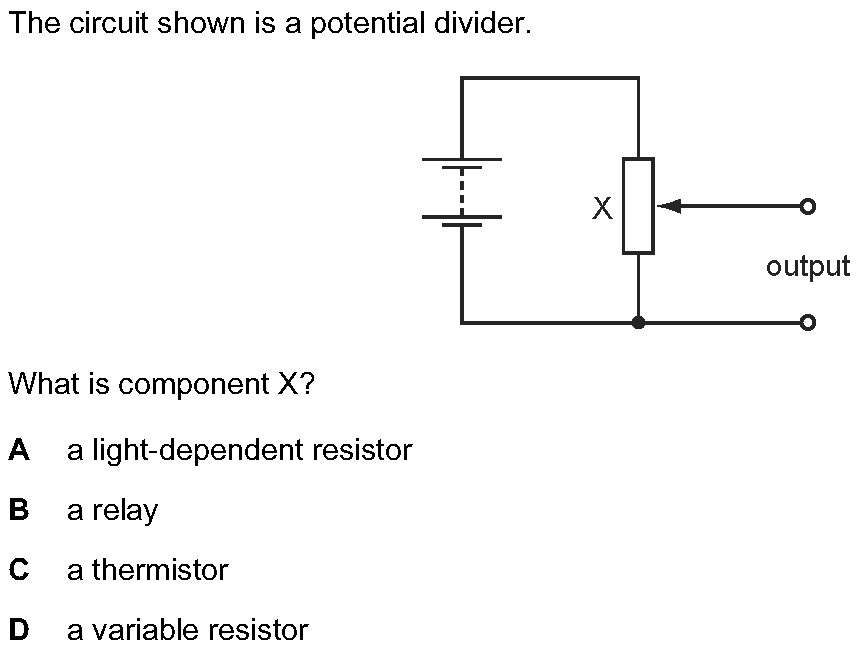 The circuit shown is a potential divider.
X
output
What is component X?
A a light-dependent resistor
B a relay
C a thermistor
D a variable resistor